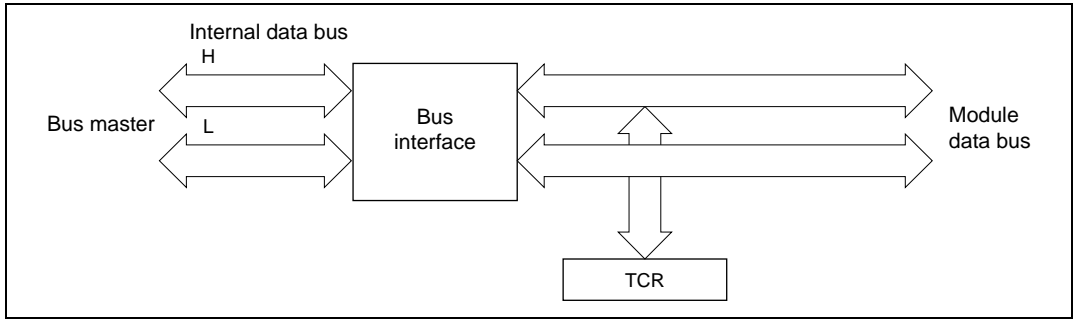 Internal data bus
H
Bus master
L
Bus
interface
Module
data bus
TCR